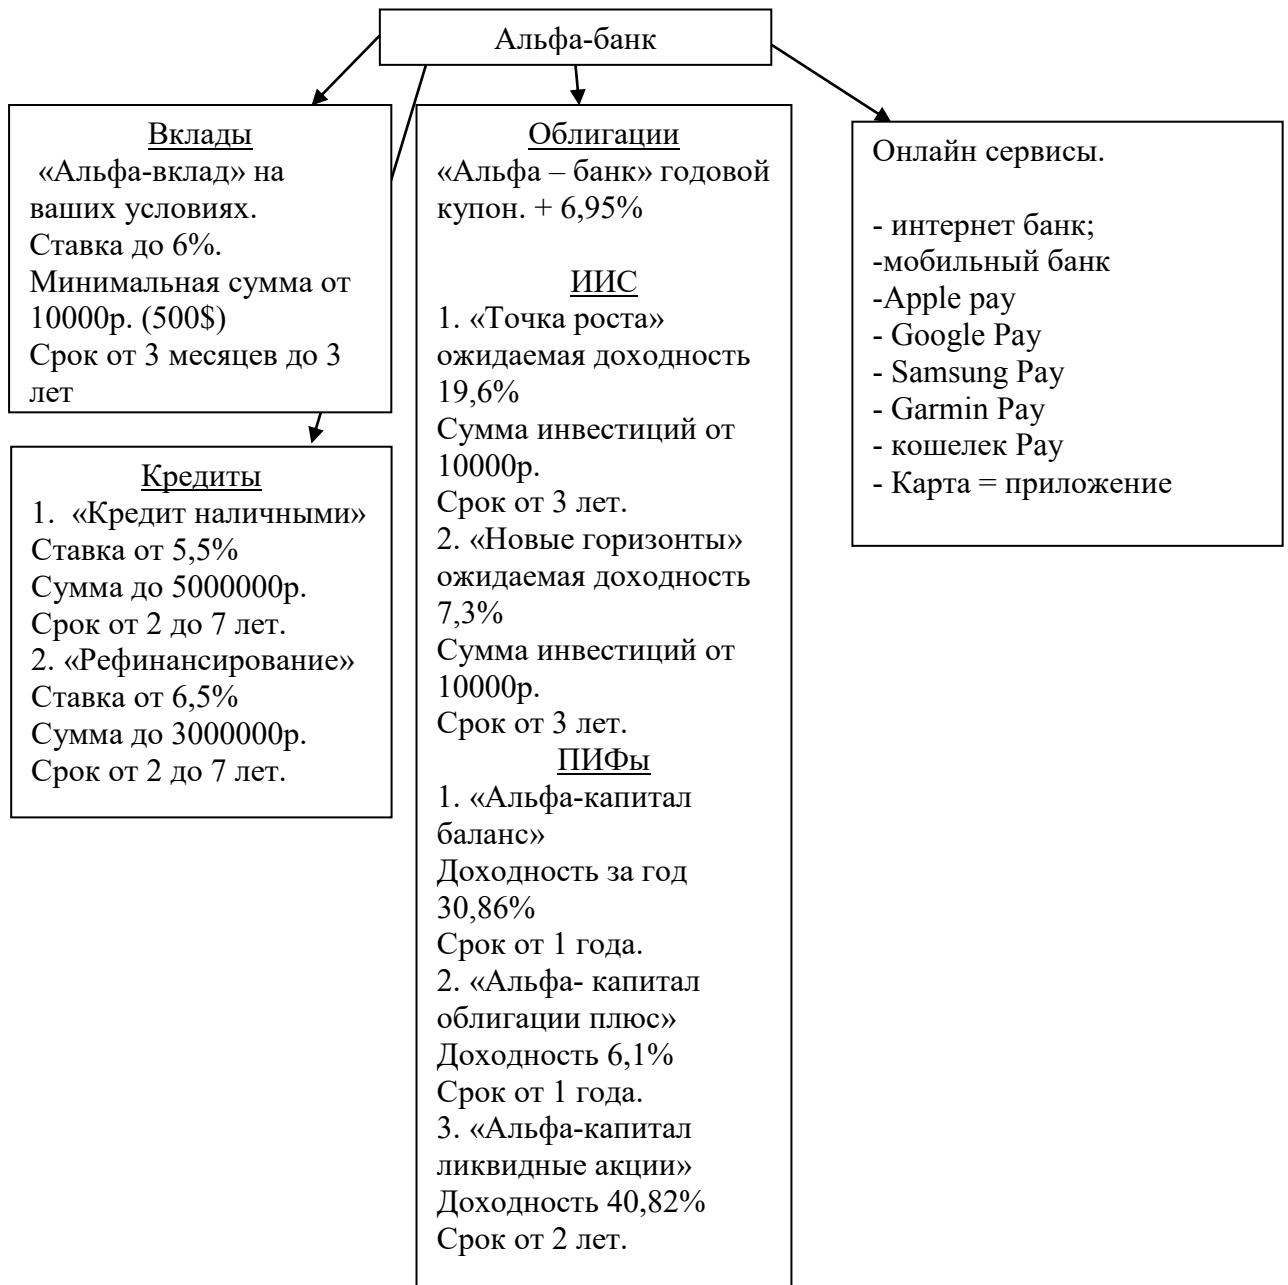 Альфа-банк
Вклады
«Альфа-вклад» на
ваших условиях.
Ставка до 6%.
Минимальная сумма от
10000р. (500$)
Срок от 3 месяцев до 3
лет
Кредиты
1. «Кредит наличными»
Ставка от 5,5%
Сумма до 5000000р.
Срок от 2 до 7 лет.
2. «Рефинансирование»
Ставка от 6,5%
Сумма до 3000000р.
Срок от 2 до 7 лет.
Облигации
«Альфа – банк» годовой
купон. + 6,95%
ИИС
1. «Точка роста»
ожидаемая доходность
19,6%
Сумма инвестиций от
10000р.
Срок от 3 лет.
2. «Новые горизонты»
ожидаемая доходность
7,3%
Сумма инвестиций от
10000р.
Срок от 3 лет.
ПИФы
1. «Альфа-капитал
баланс»
Доходность за год
30,86%
Срок от 1 года.
2. «Альфа- капитал
облигации плюс»
Доходность 6,1%
Срок от 1 года.
3. «Альфа-капитал
ликвидные акции»
Доходность 40,82%
Срок от 2 лет.
Онлайн сервисы.
- интернет банк;
-мобильный банк
-Apple pay
- Google Pay
- Samsung Pay
- Garmin Pay
- кошелек Pay
- Карта = приложение